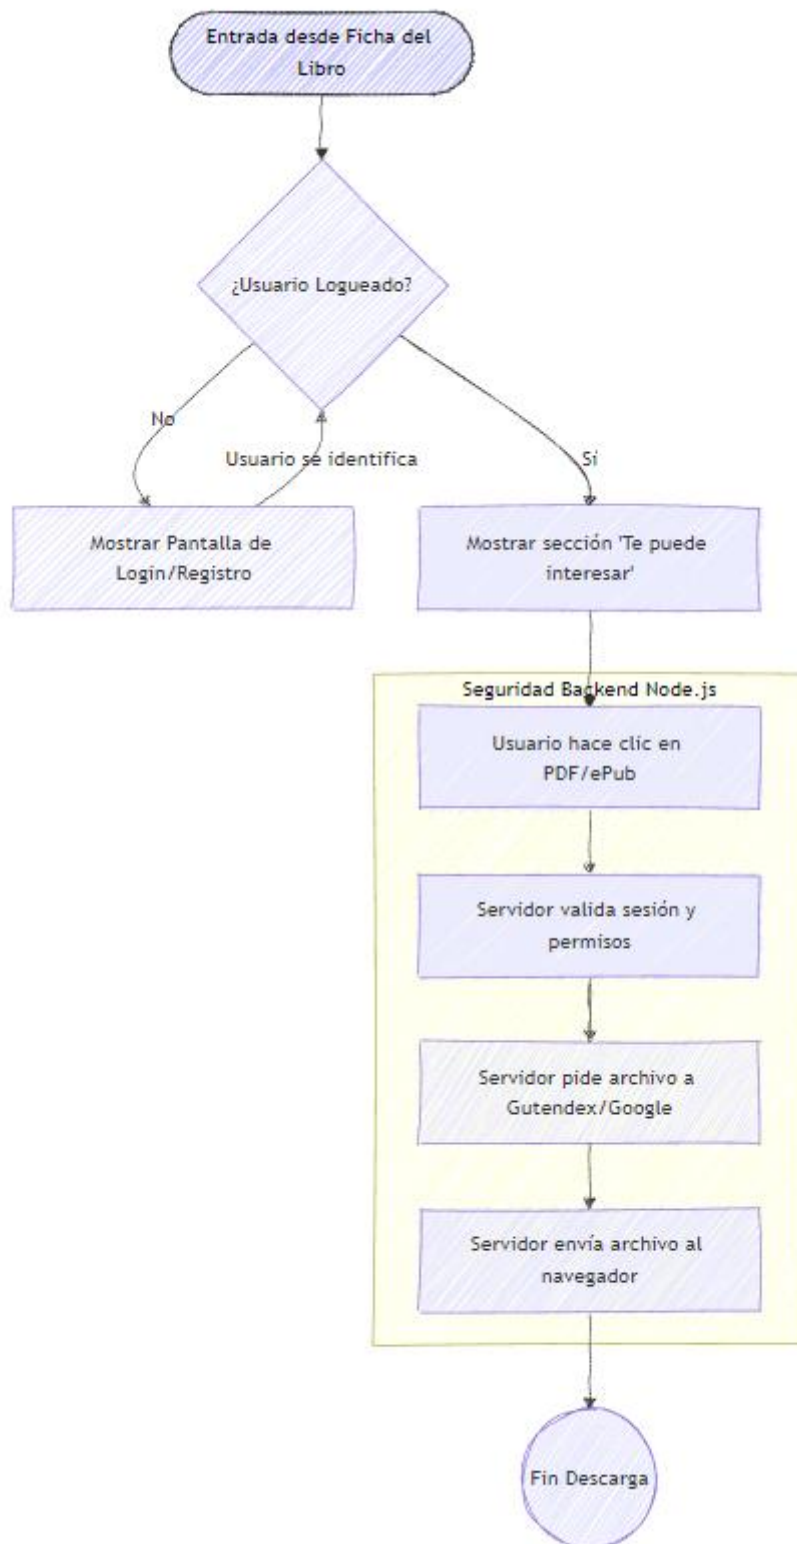 Entrada desde Ficha del
Libro
¿Usuario Logueado?
No
Usuario se identifica
Sí
Mostrar Pantalla de
Login/Registro
Mostrar sección 'Te puede
interesar'
Seguridad Backend Node.js
Usuario hace clic en
PDF/ePub
Servidor valida sesión y
permisos
Servidor pide archivo a
Gutendex/Google
Servidor envía archivo al
navegador
Fin Descarga